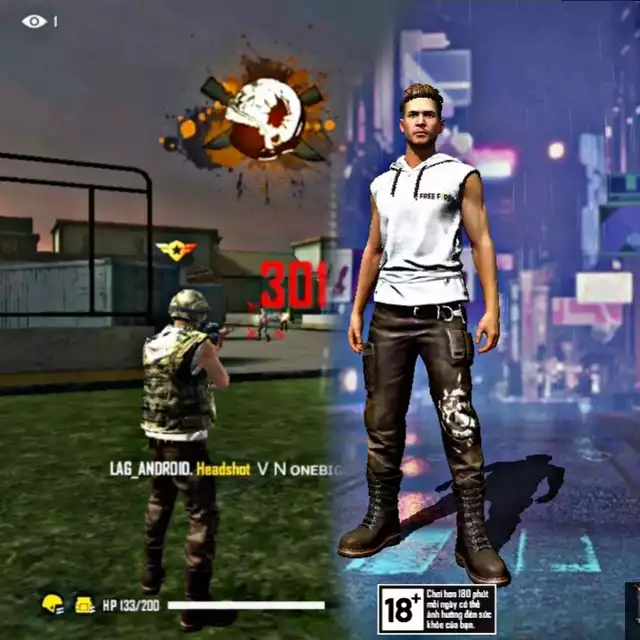 1
301
FREE FIRE
LAG_ANDROID. Headshot V N ONEBIG
HP 133/200
18+
Chơi hơn 180 phút
mỗi ngày có thể
ảnh hưởng đến sức
khỏe của bạn.